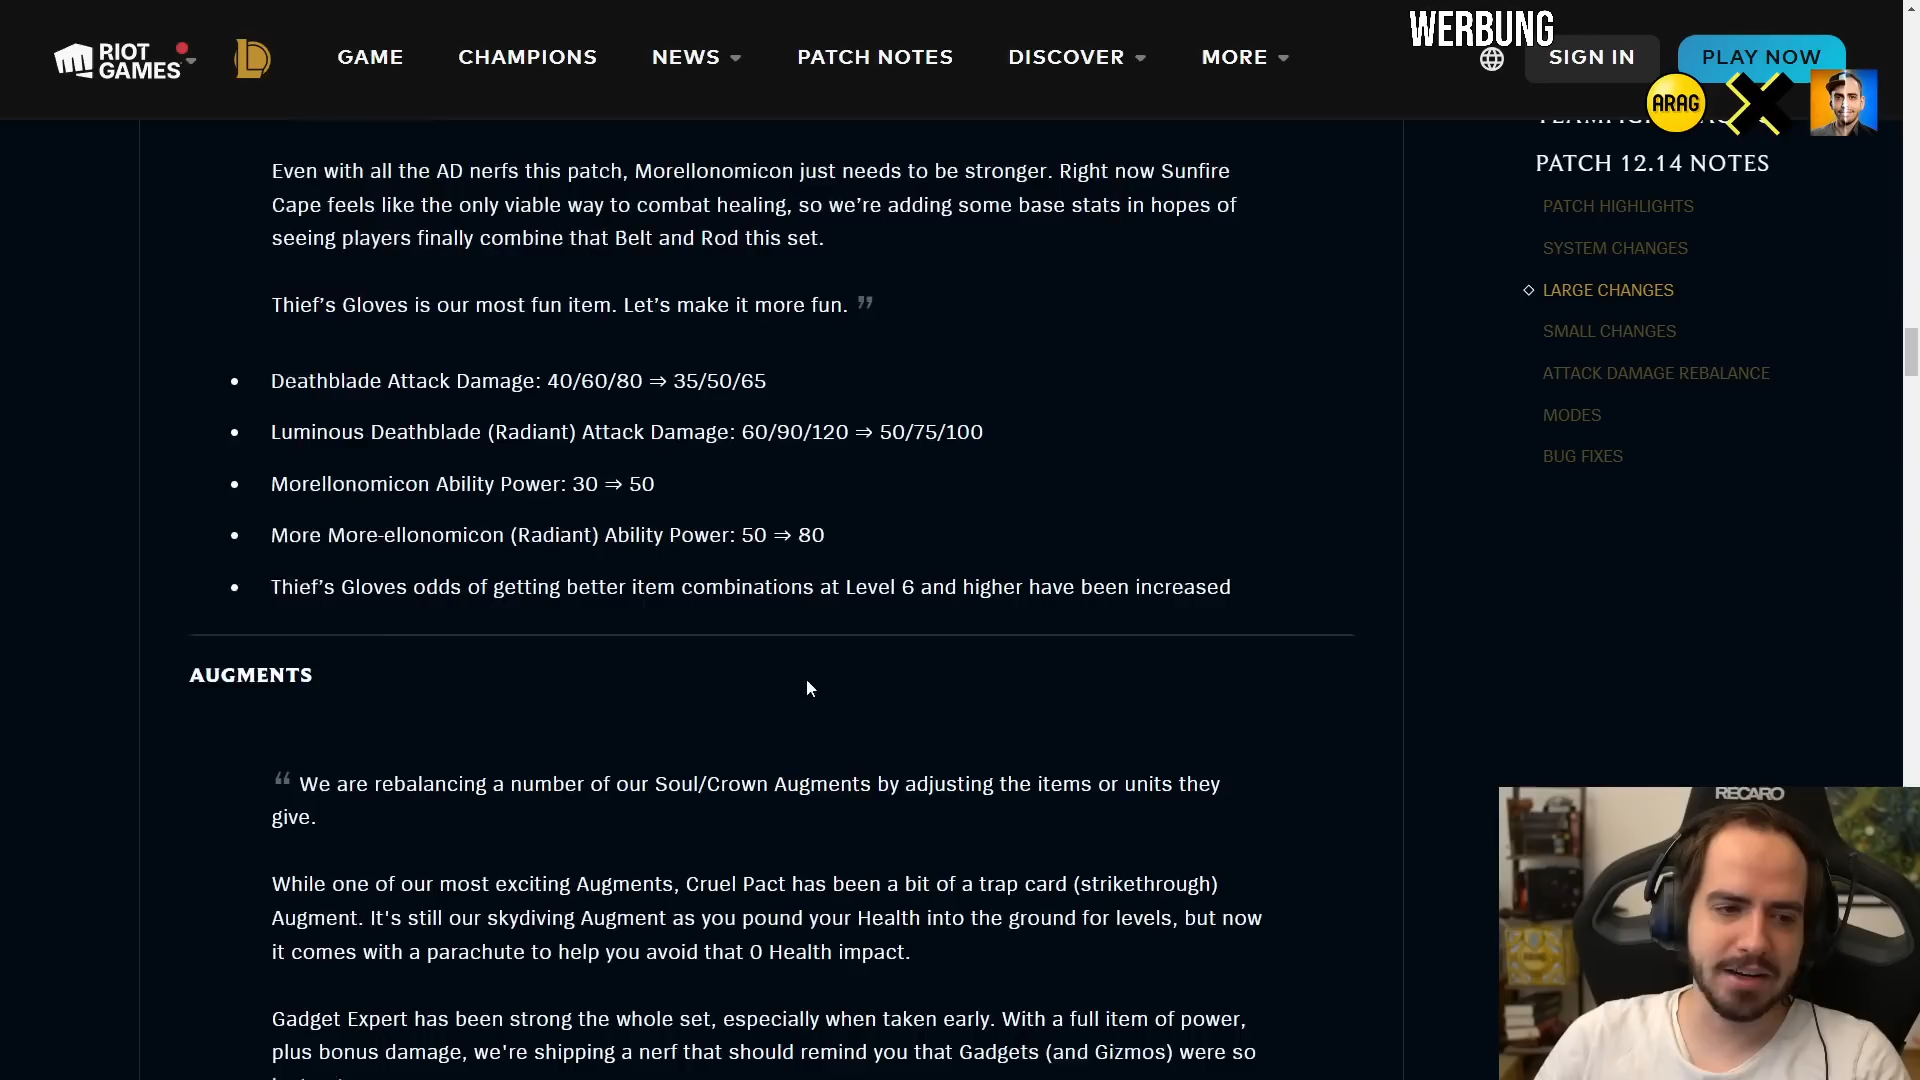 WERBUNG
RIOT GAMES
GAME
CHAMPIONS
NEWS
PATCH NOTES
DISCOVER
MORE
SIGN IN
PLAY NOW
ARAG
Even with all the AD nerfs this patch, Morellonomicon just needs to be stronger. Right now Sunfire
Cape feels like the only viable way to combat healing, so we’re adding some base stats in hopes of
seeing players finally combine that Belt and Rod this set.
Thief’s Gloves is our most fun item. Let’s make it more fun. ”
• Deathblade Attack Damage: 40/60/80 ⇒ 35/50/65
• Luminous Deathblade (Radiant) Attack Damage: 60/90/120 ⇒ 50/75/100
• Morellonomicon Ability Power: 30 ⇒ 50
• More More-ellonomicon (Radiant) Ability Power: 50 ⇒ 80
• Thief’s Gloves odds of getting better item combinations at Level 6 and higher have been increased
AUGMENTS
“ We are rebalancing a number of our Soul/Crown Augments by adjusting the items or units they
give.
While one of our most exciting Augments, Cruel Pact has been a bit of a trap card (strikethrough)
Augment. It's still our skydiving Augment as you pound your Health into the ground for levels, but now
it comes with a parachute to help you avoid that 0 Health impact.
Gadget Expert has been strong the whole set, especially when taken early. With a full item of power,
plus bonus damage, we're shipping a nerf that should remind you that Gadgets (and Gizmos) were so
PATCH 12.14 NOTES
PATCH HIGHLIGHTS
SYSTEM CHANGES
LARGE CHANGES
SMALL CHANGES
ATTACK DAMAGE REBALANCE
MODES
BUG FIXES
RECARO